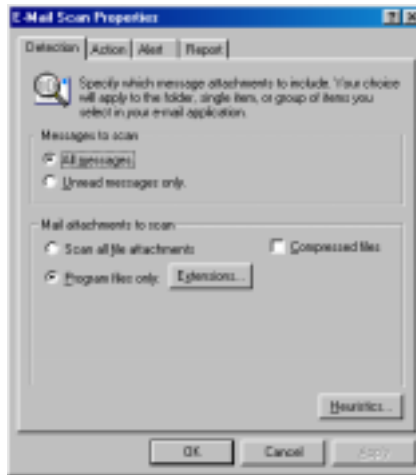 E-Mail Scan Properties
Detection Action Alert Report
Specify which message attachments to include. Your choice
will apply to the folder, single item, or group of items you
select in your e-mail application.
Messages to scan
All messages
Unread messages only.
Mail attachments to scan
Scan all file attachments
Compressed files
Program files only: Extensions...
Heuristics...
OK Cancel Apply